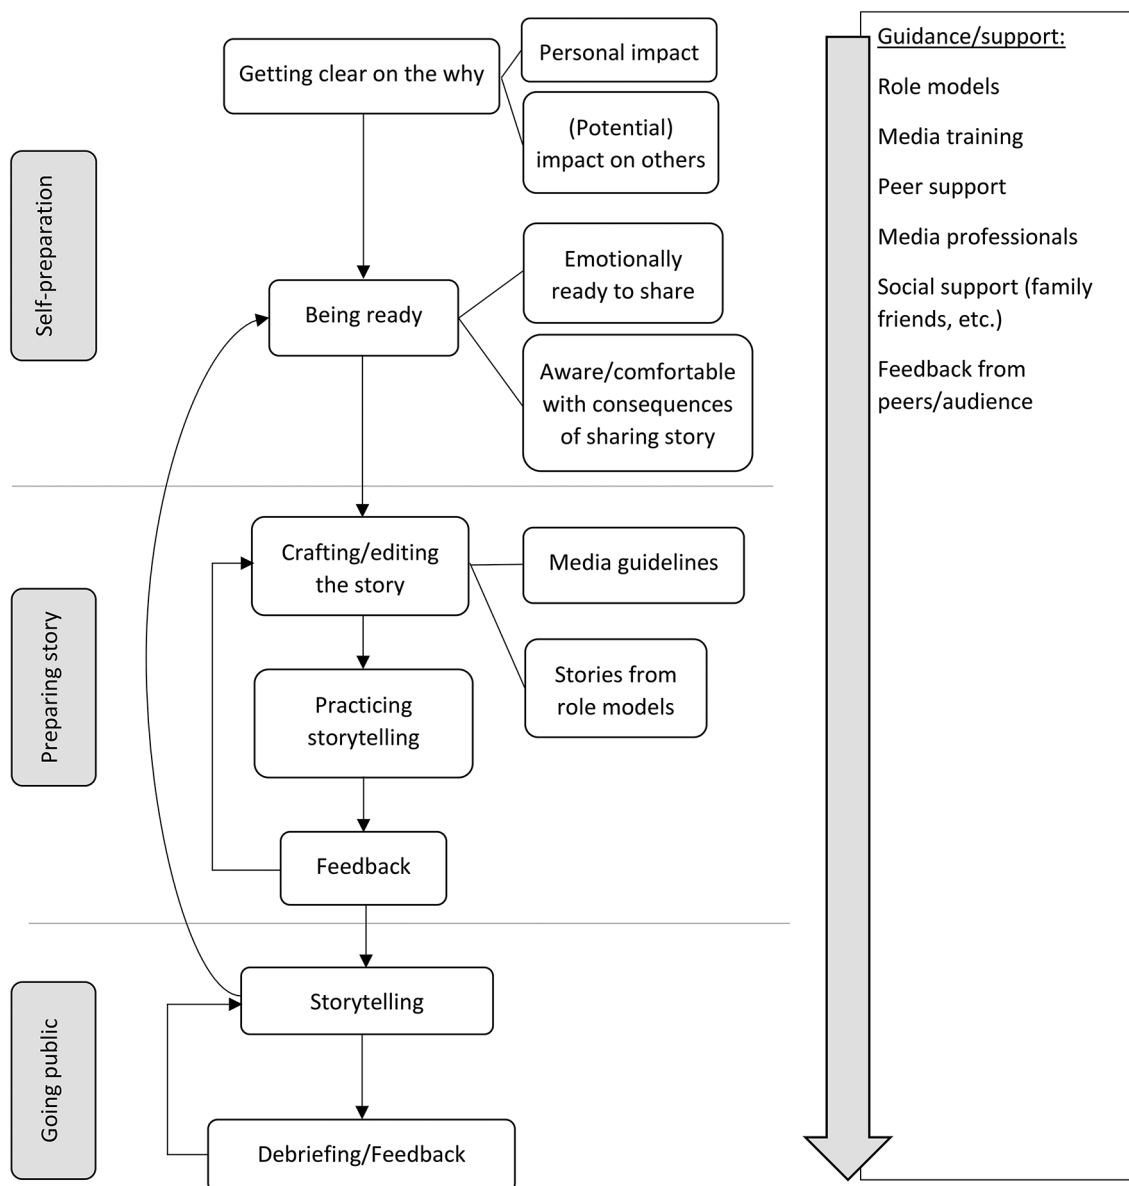 Getting clear on the why
Personal impact
(Potential)
impact on others
Self-preparation
Being ready
Emotionally
ready to share
Aware/comfortable
with consequences
of sharing story
Preparing story
Crafting/editing
the story
Media guidelines
Stories from
role models
Practicing
storytelling
Feedback
Going public
Storytelling
Debriefing/Feedback
Guidance/support:
Role models
Media training
Peer support
Media professionals
Social support (family
friends, etc.)
Feedback from
peers/audience